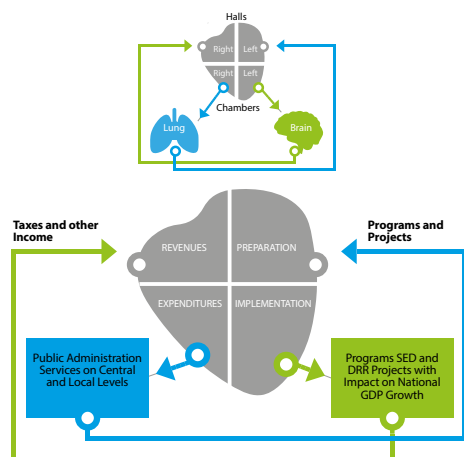 Halls
Right Left
Right Left
Chambers
Lung
Brain
Taxes and other
Income
Programs and
Projects
REVENUES
PREPARATION
EXPENDITURES
IMPLEMENTATION
Public Administration
Services on Central
and Local Levels
Programs SED and
DRR Projects with
Impact on National
GDP Growth